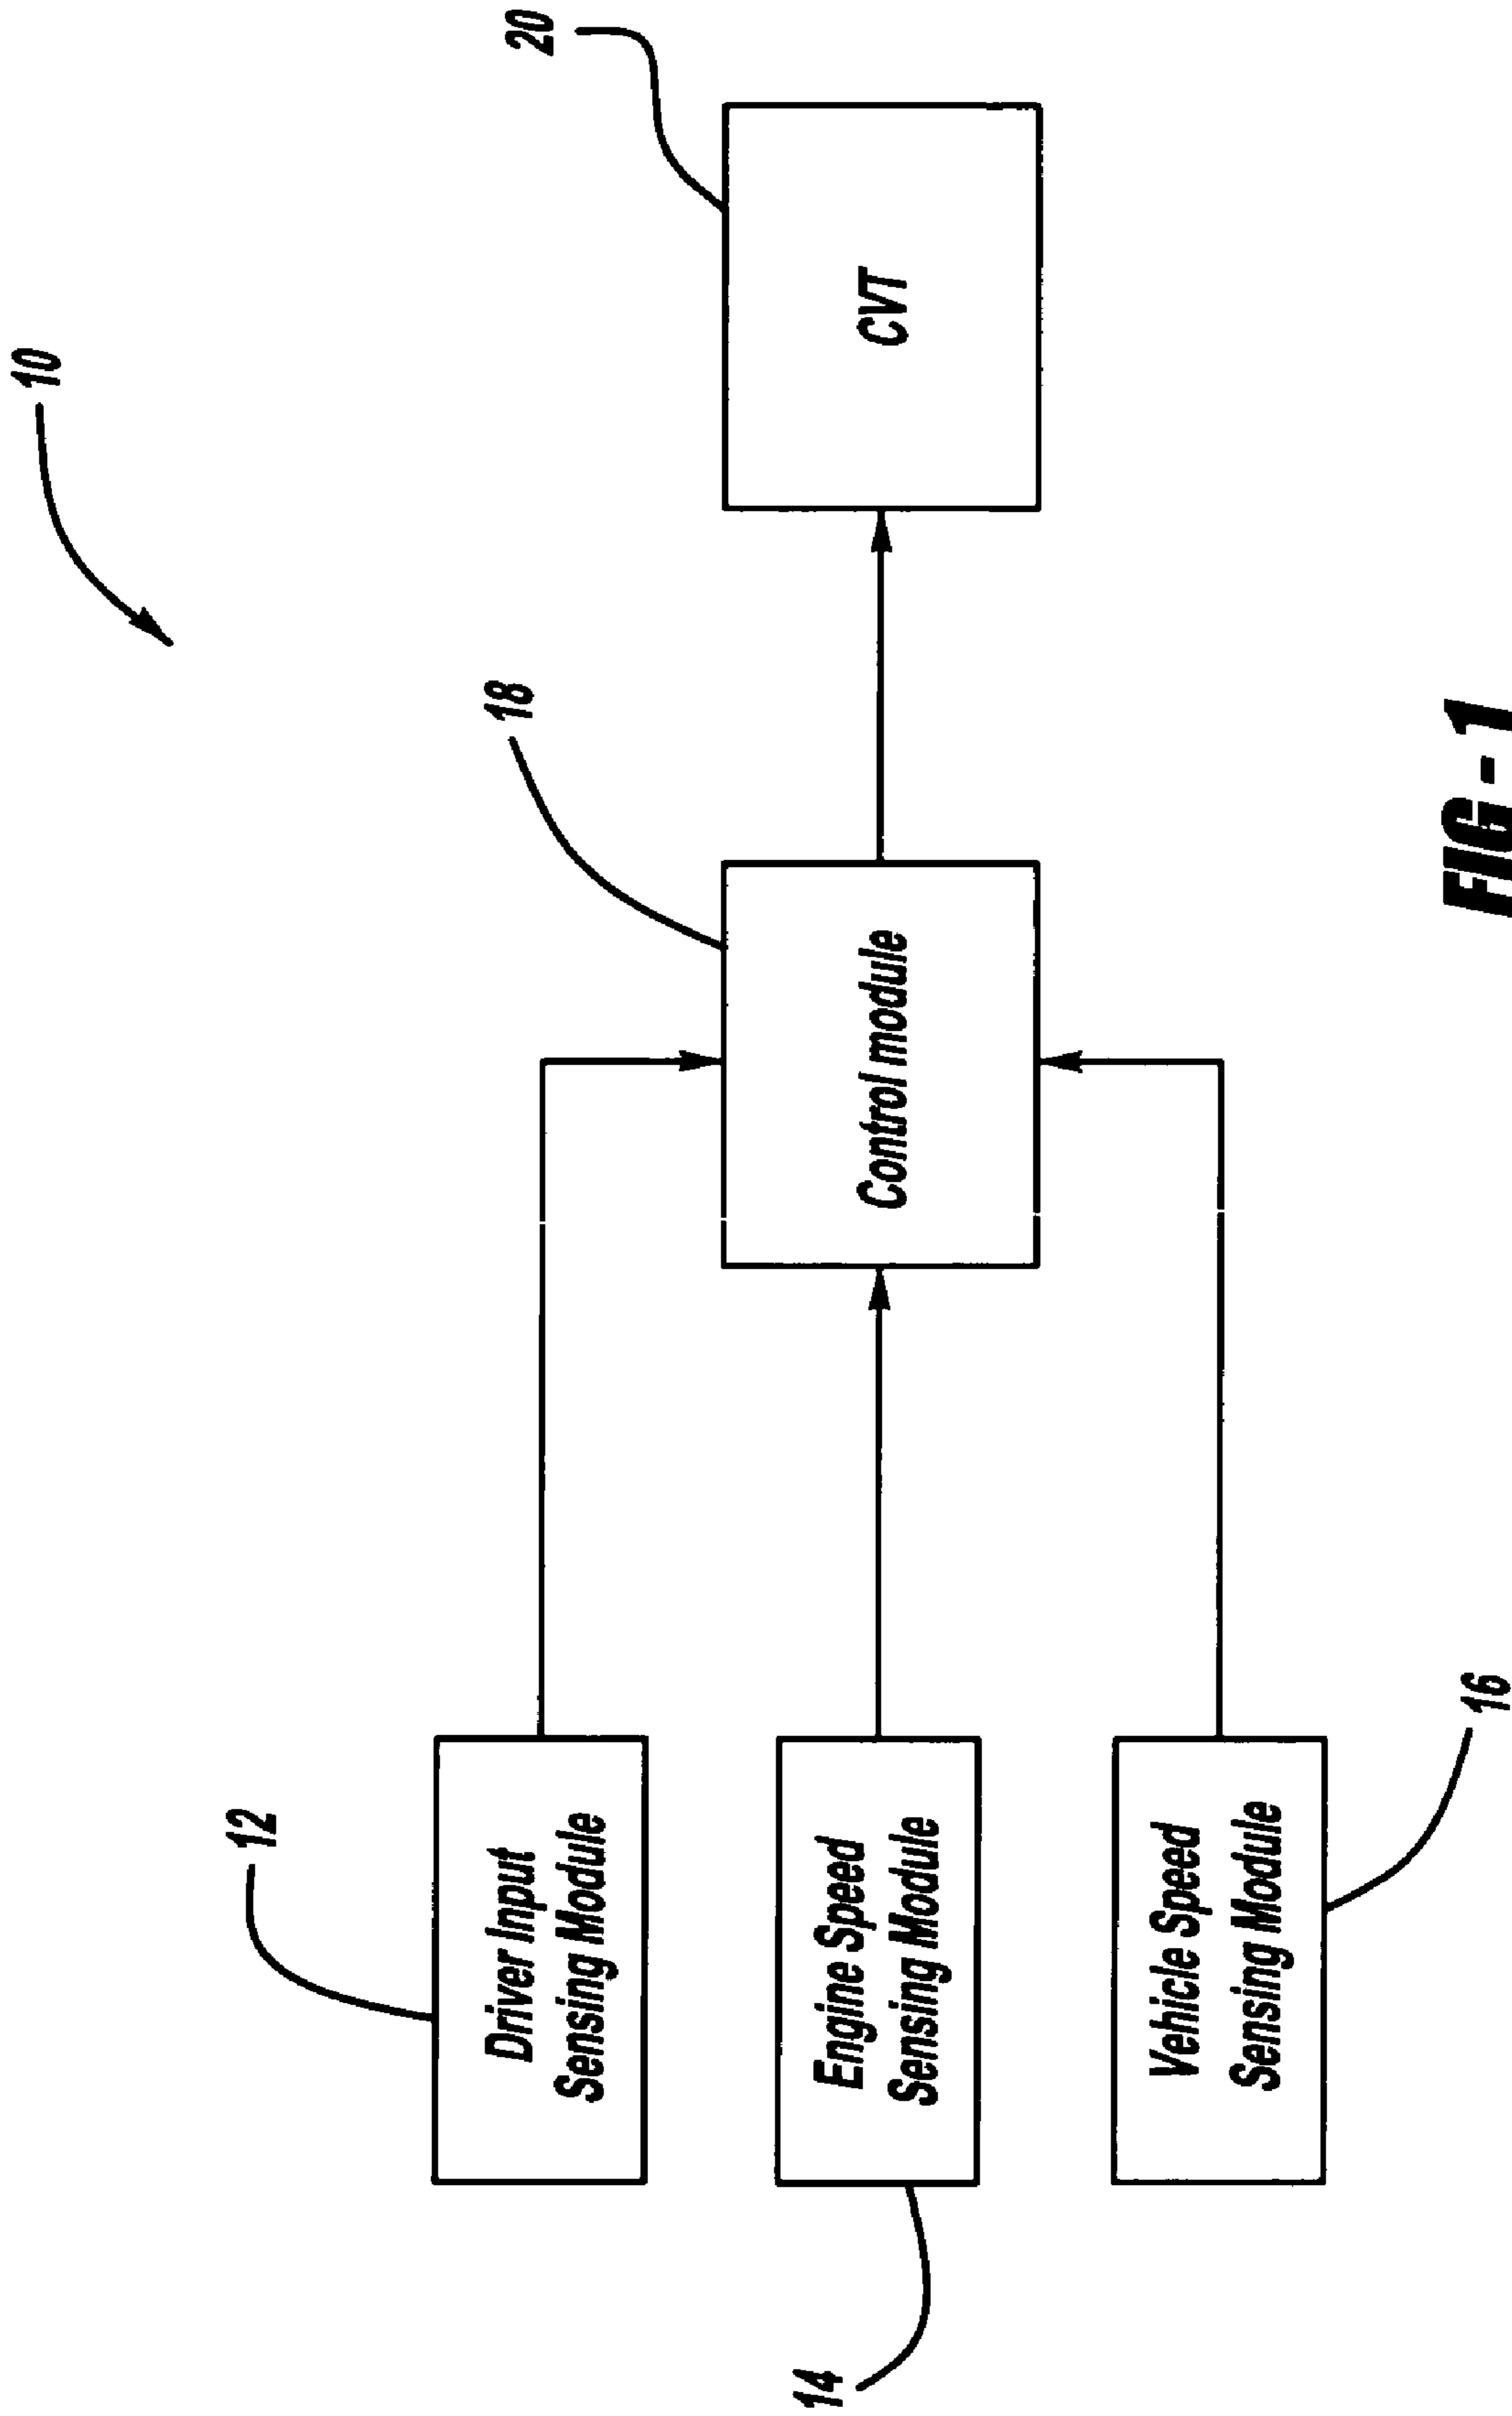 10
20
18
12
Driver Input
Sensing Module
Engine Speed
Sensing Module
14
Vehicle Speed
Sensing Module
16
Control module
CVT
FIG - 1